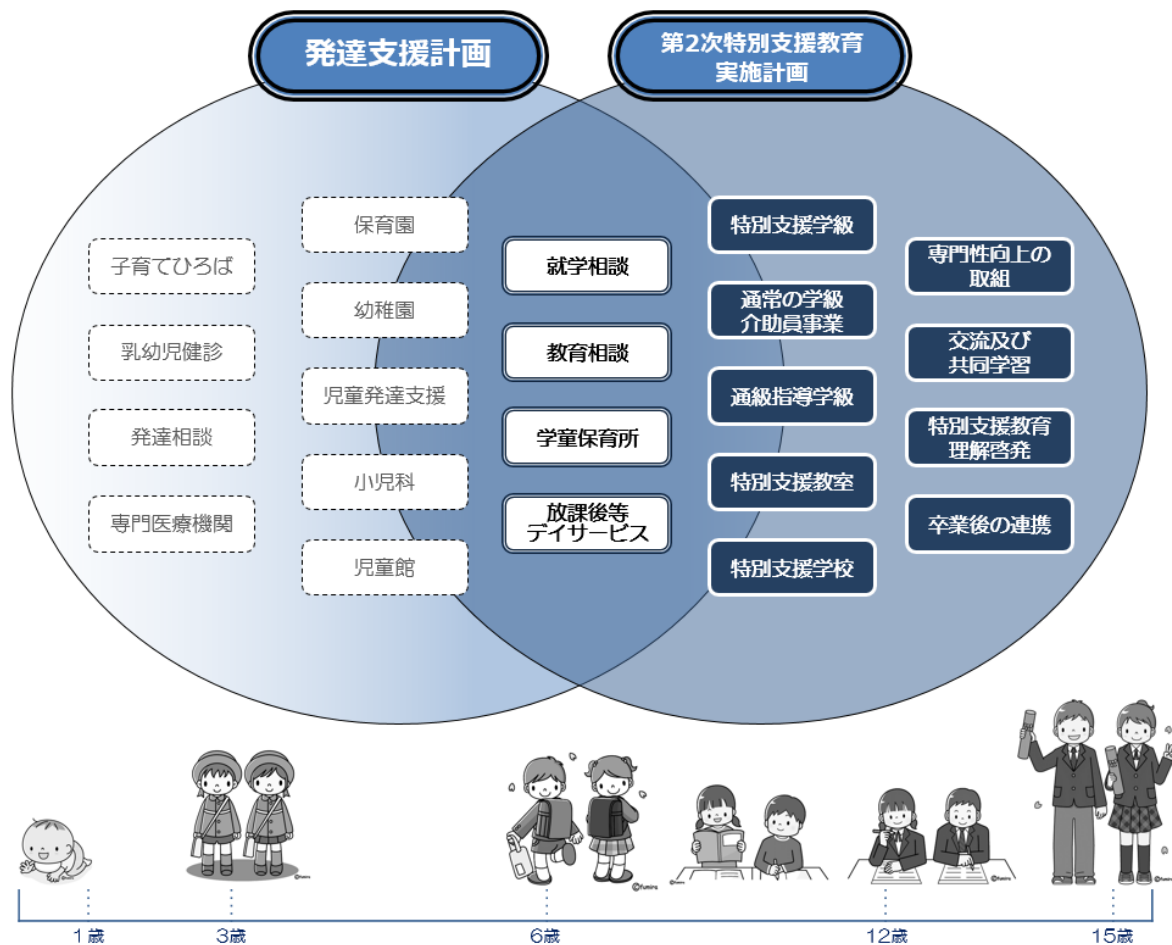 発達支援計画
第2次特別支援教育
実施計画
子育てひろば
乳幼児健診
発達相談
専門医療機関
保育園
幼稚園
児童発達支援
小児科
児童館
就学相談
教育相談
学童保育所
放課後等
デイサービス
特別支援学級
通常の学級
介助員事業
通級指導学級
特別支援教室
特別支援学校
専門性向上の
取組
交流及び
共同学習
特別支援教育
理解啓発
卒業後の連携
©fumira
©fumira
©fumira
©fumira
©fumira
1歳
3歳
6歳
12歳
15歳